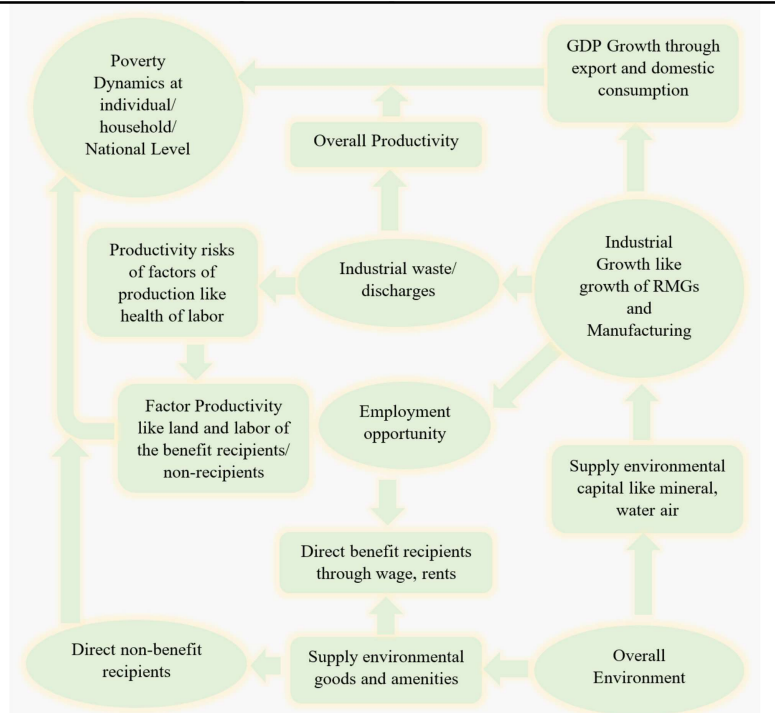 Poverty
Dynamics at
individual/
household/
National Level
GDP Growth through
export and domestic
consumption
Overall Productivity
Productivity risks
of factors of
production like
health of labor
Industrial waste/
discharges
Industrial
Growth like
growth of RMGs
and
Manufacturing
Factor Productivity
like land and labor of
the benefit recipients/
non-recipients
Employment
opportunity
Supply environmental
capital like mineral,
water air
Direct benefit recipients
through wage, rents
Direct non-benefit
recipients
Supply environmental
goods and amenities
Overall
Environment